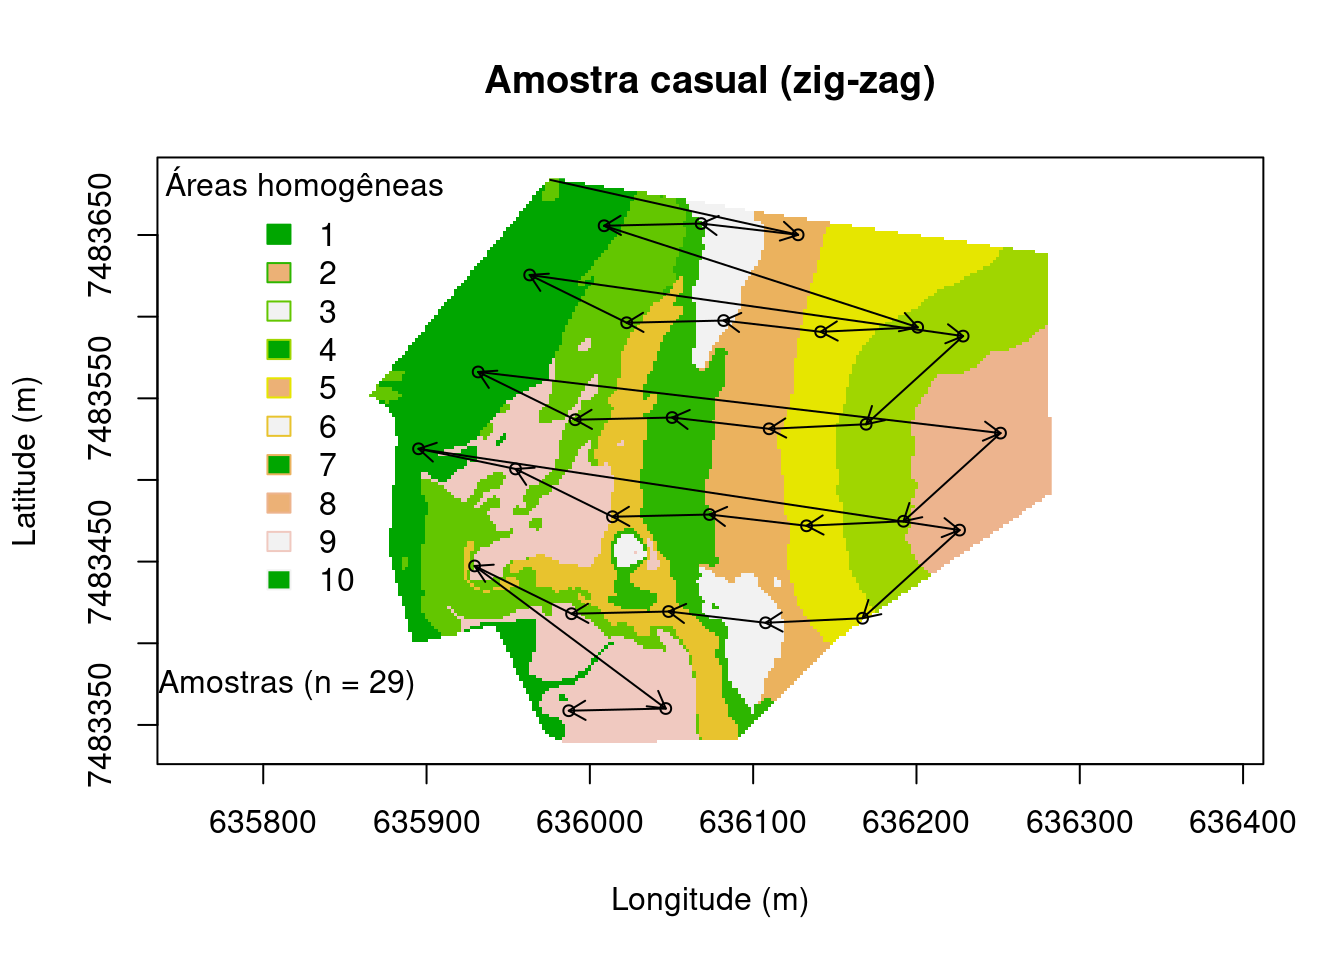 Amostra casual (zig-zag)
Áreas homogêneas
1
2
3
4
5
6
7
8
9
10
Amostras (n = 29)
Latitude (m)
7483650
7483550
7483450
7483350
635800 635900 636000 636100 636200 636300 636400
Longitude (m)